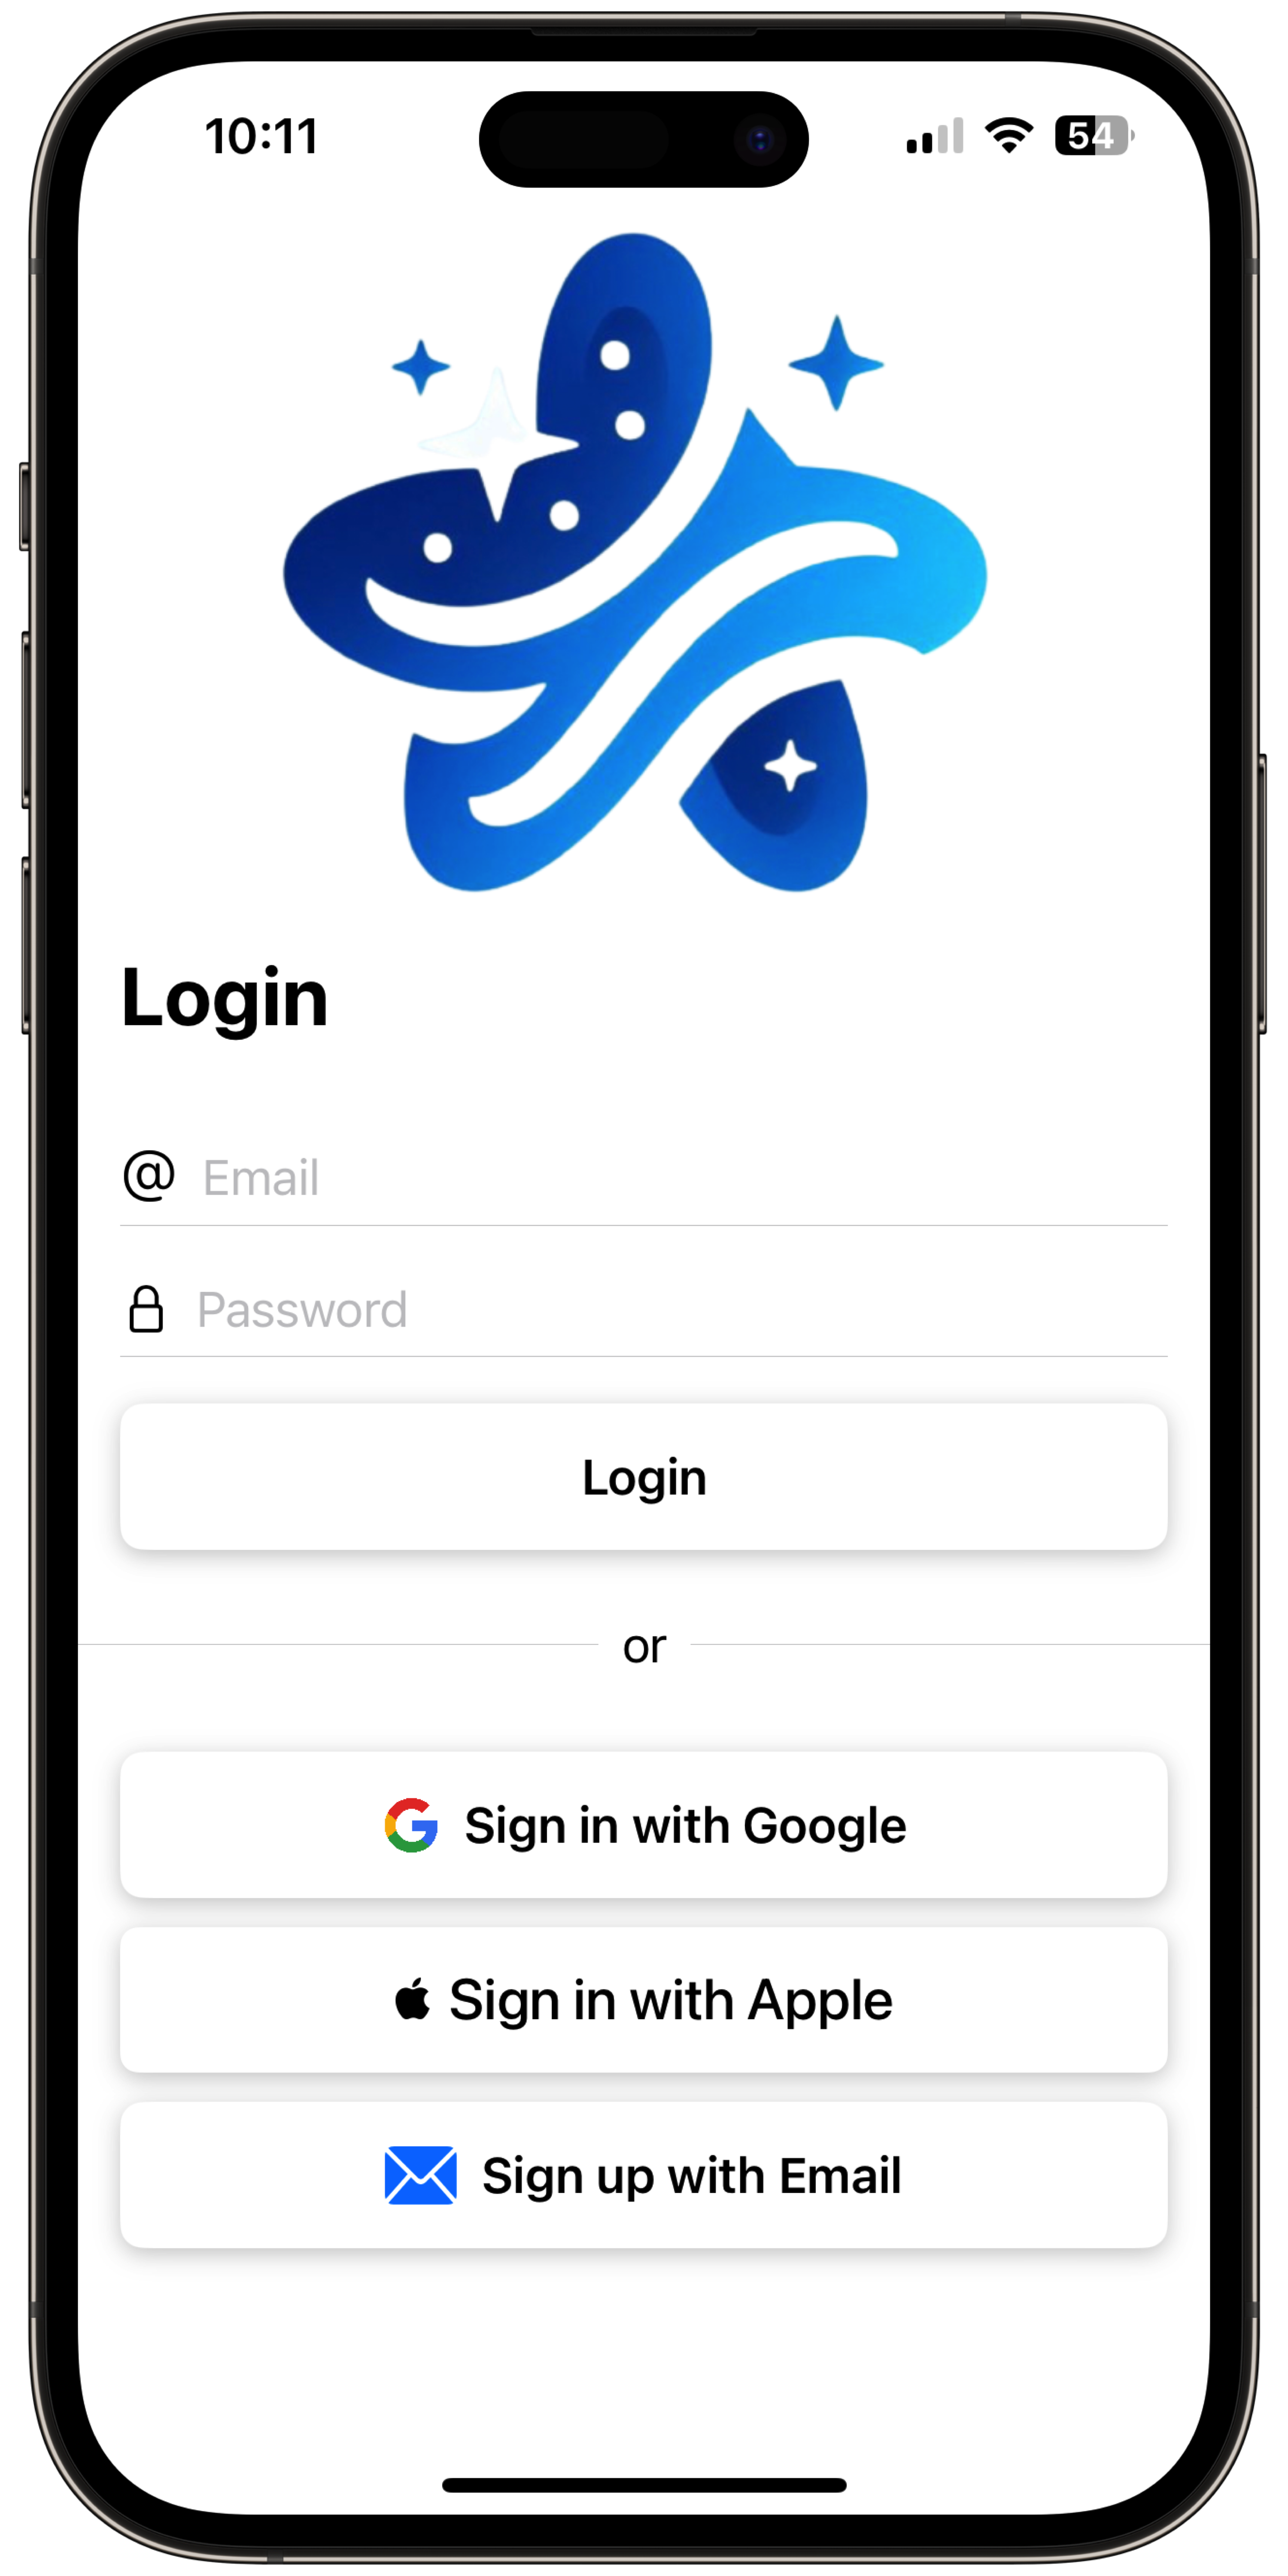 10:11
54
Login
@ Email
Password
Login
or
Sign in with Google
Sign in with Apple
Sign up with Email